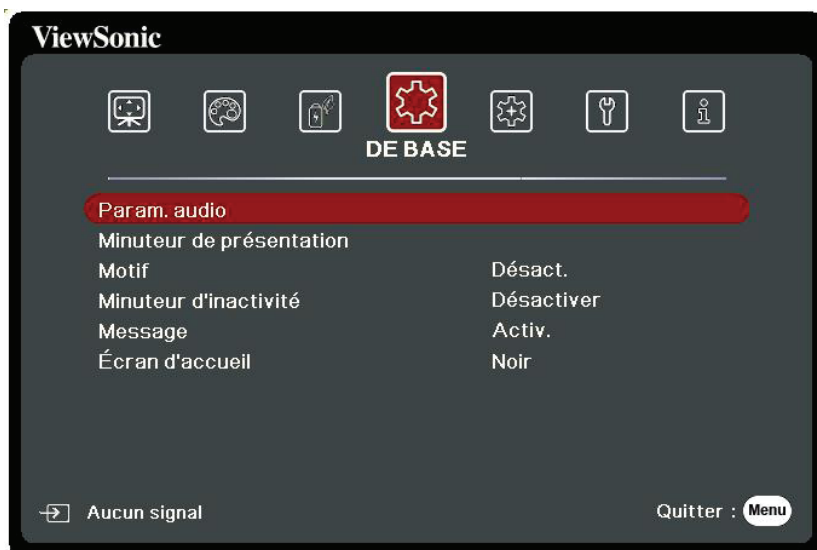 ViewSonic
DE BASE
Param. audio
Minuteur de présentation
Motif Désact.
Minuteur d'inactivité Désactiver
Message Activ.
Écran d'accueil Noir
Aucun signal Quitter : Menu